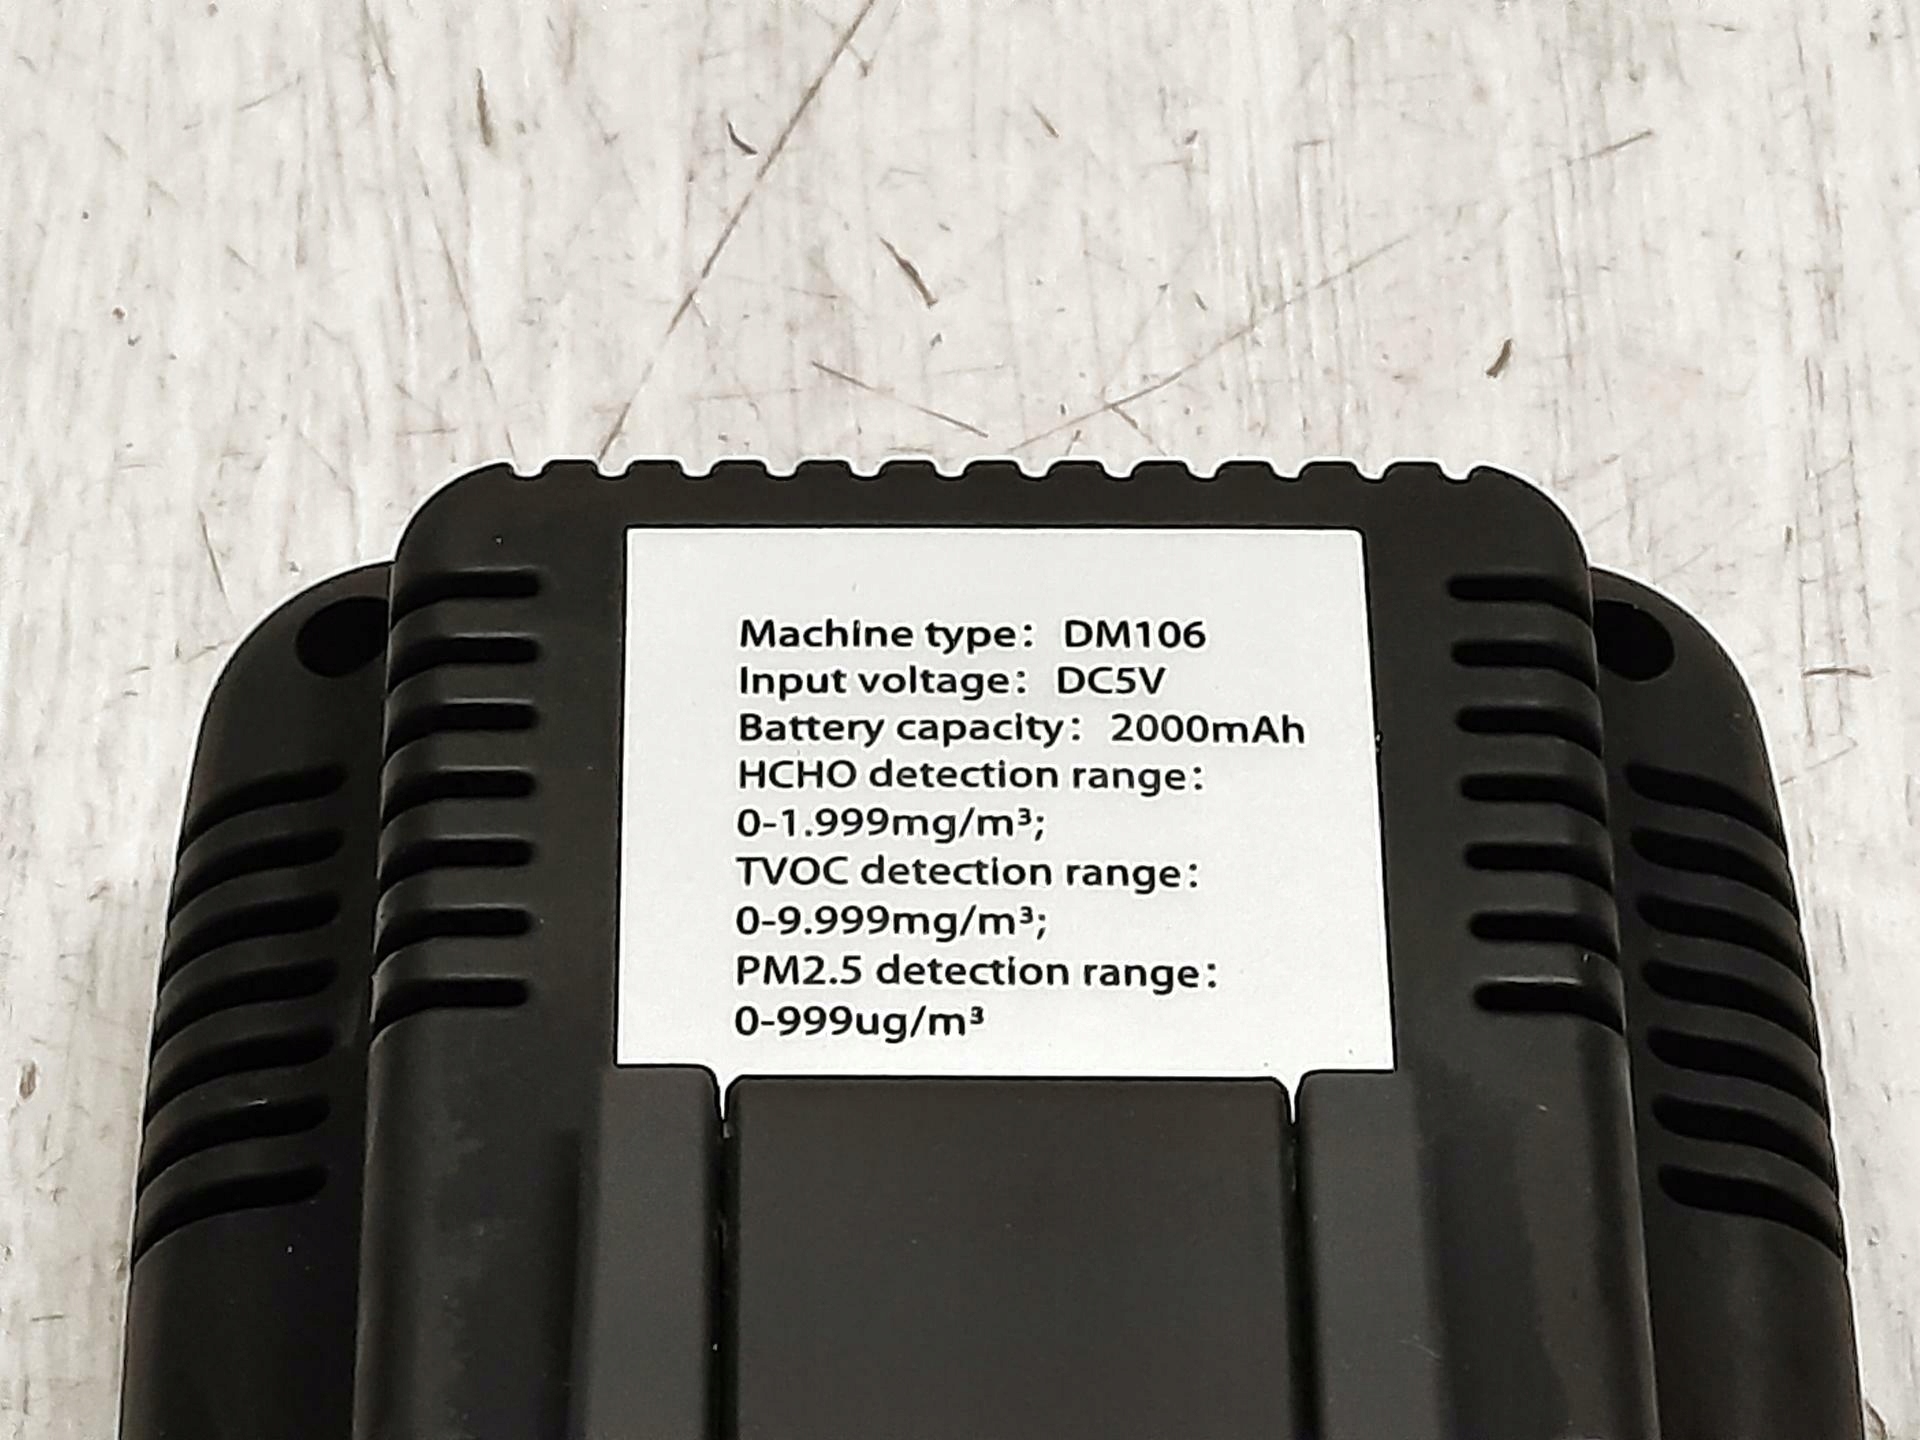 Machine type: DM106
Input voltage: DC5V
Battery capacity: 2000mAh
HCHO detection range:
0-1.999mg/m³;
TVOC detection range:
0-9.999mg/m³;
PM2.5 detection range:
0-999ug/m³